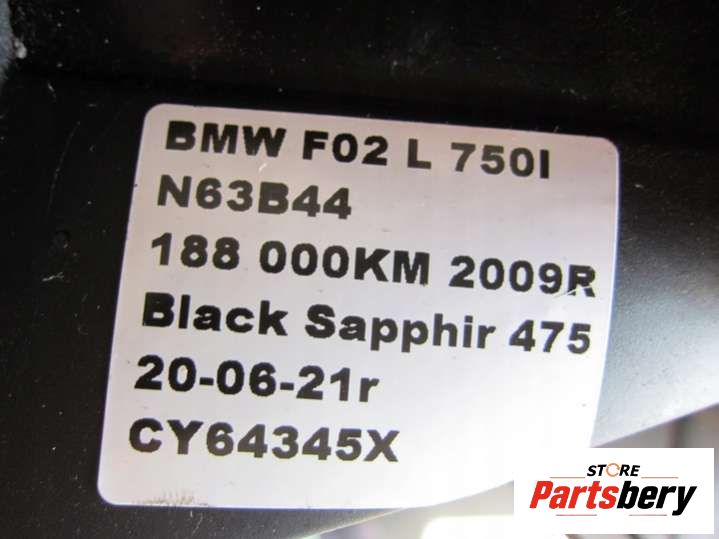 BMW F02 L 750I
N63B44
188 000KM 2009R
Black Sapphir 475
20-06-21r
CY64345X
STORE
Partsbery